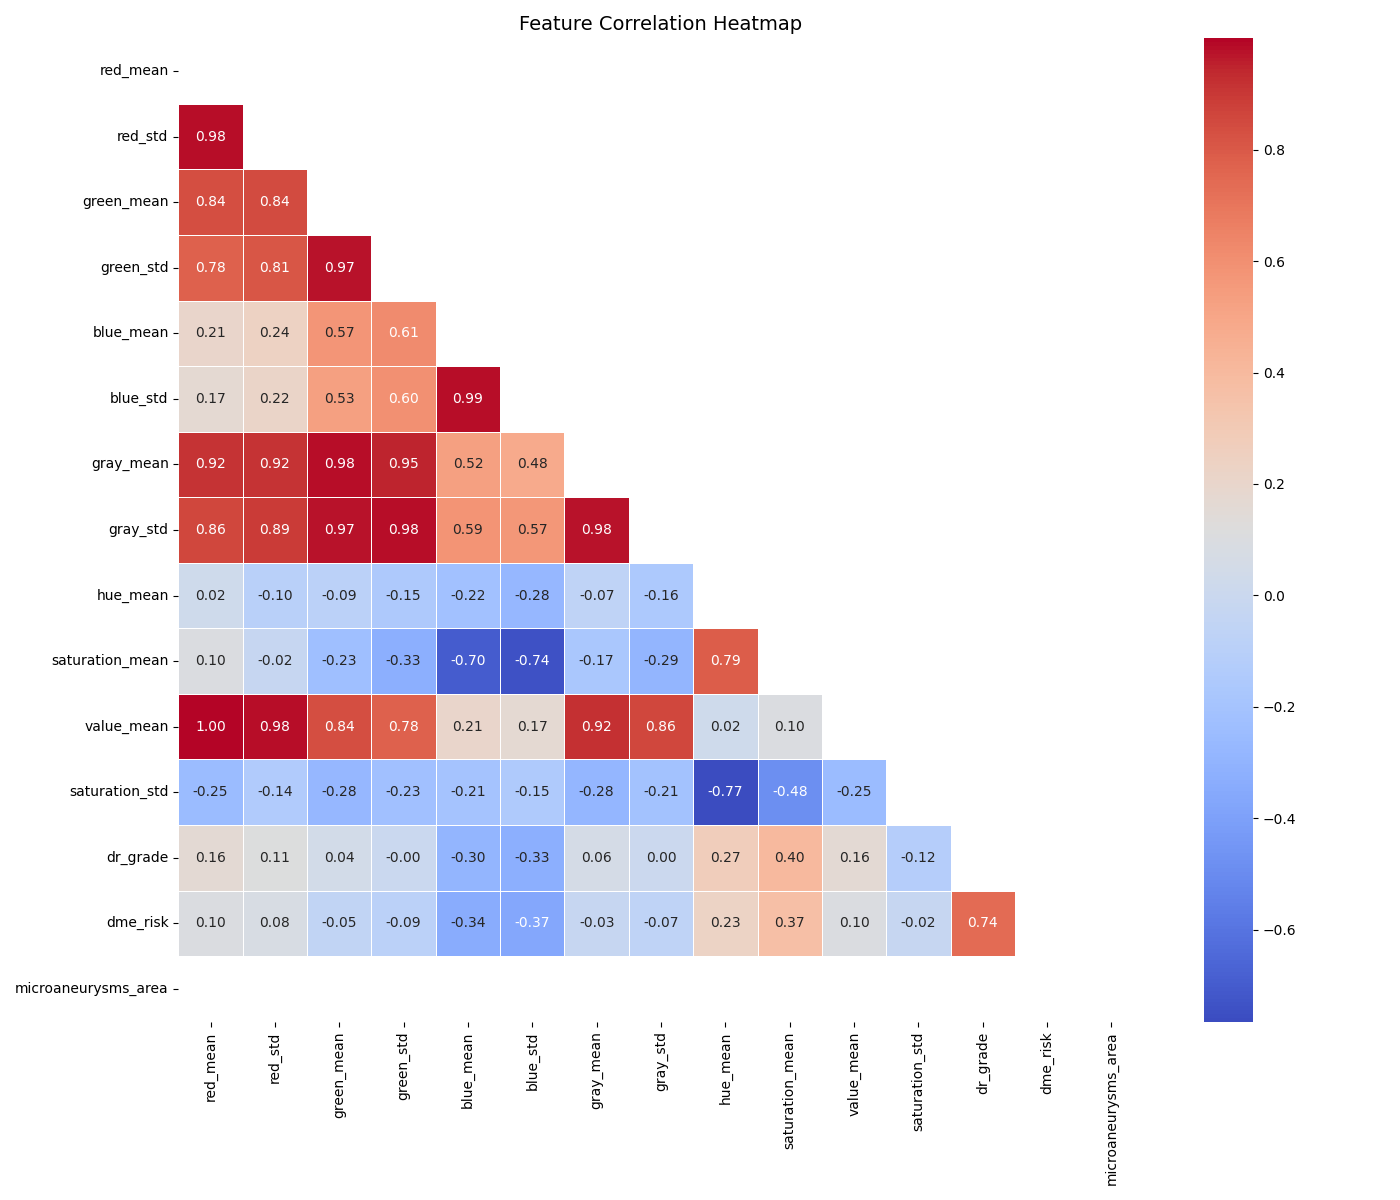 Feature Correlation Heatmap
red_mean
red_std 0.98
green_mean 0.84 0.84
green_std 0.78 0.81 0.97
blue_mean 0.21 0.24 0.57 0.61
blue_std 0.17 0.22 0.53 0.60 0.99
gray_mean 0.92 0.92 0.98 0.95 0.52 0.48
gray_std 0.86 0.89 0.97 0.98 0.59 0.57 0.98
hue_mean 0.02 -0.10 -0.09 -0.15 -0.22 -0.28 -0.07 -0.16
saturation_mean 0.10 -0.02 -0.23 -0.33 -0.70 -0.74 -0.17 -0.29 0.79
value_mean 1.00 0.98 0.84 0.78 0.21 0.17 0.92 0.86 0.02 0.10
saturation_std -0.25 -0.14 -0.28 -0.23 -0.21 -0.15 -0.28 -0.21 -0.77 -0.48 -0.25
dr_grade 0.16 0.11 0.04 -0.00 -0.30 -0.33 0.06 0.00 0.27 0.40 0.16 -0.12
dme_risk 0.10 0.08 -0.05 -0.09 -0.34 -0.37 -0.03 -0.07 0.23 0.37 0.10 -0.02 0.74
microaneurysms_area
red_mean
red_std
green_mean
green_std
blue_mean
blue_std
gray_mean
gray_std
hue_mean
saturation_mean
value_mean
saturation_std
dr_grade
dme_risk
microaneurysms_area
0.8
0.6
0.4
0.2
0.0
−0.2
−0.4
−0.6